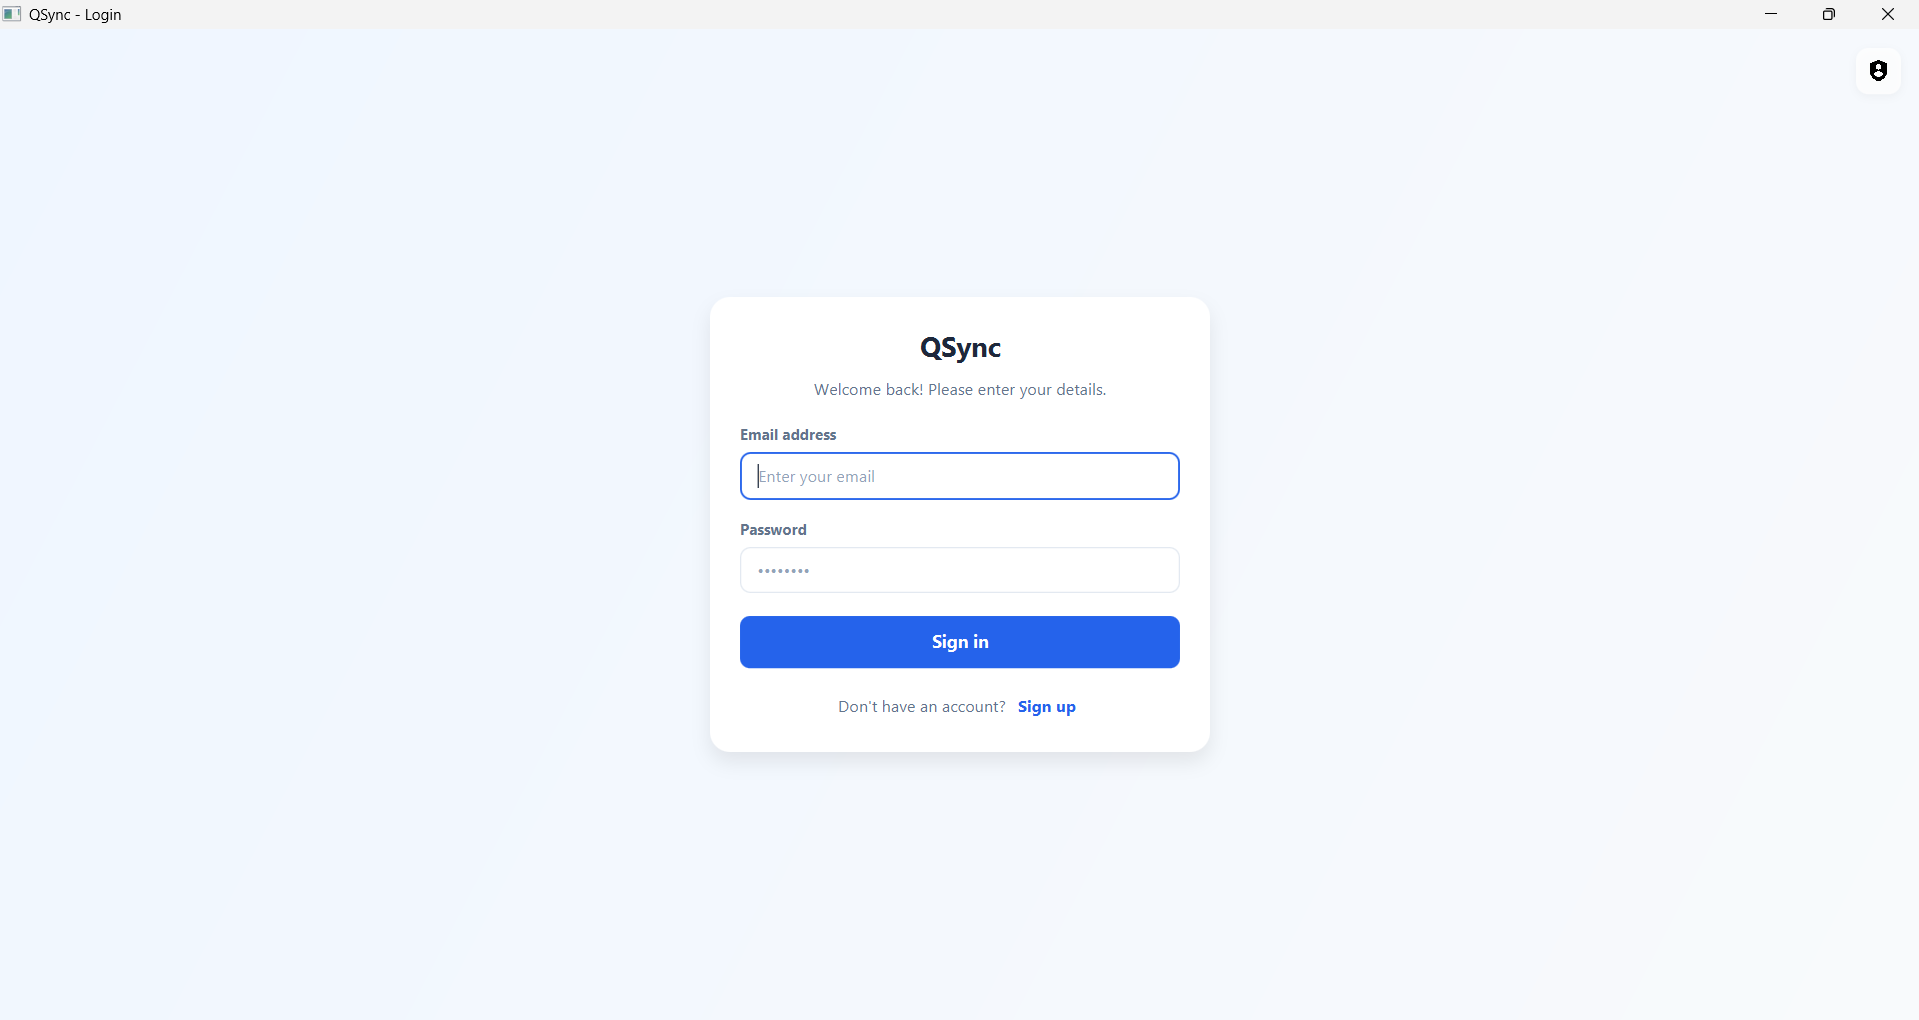 QSync - Login
QSync
Welcome back! Please enter your details.
Email address
Enter your email
Password
••••••••
Sign in
Don't have an account? Sign up